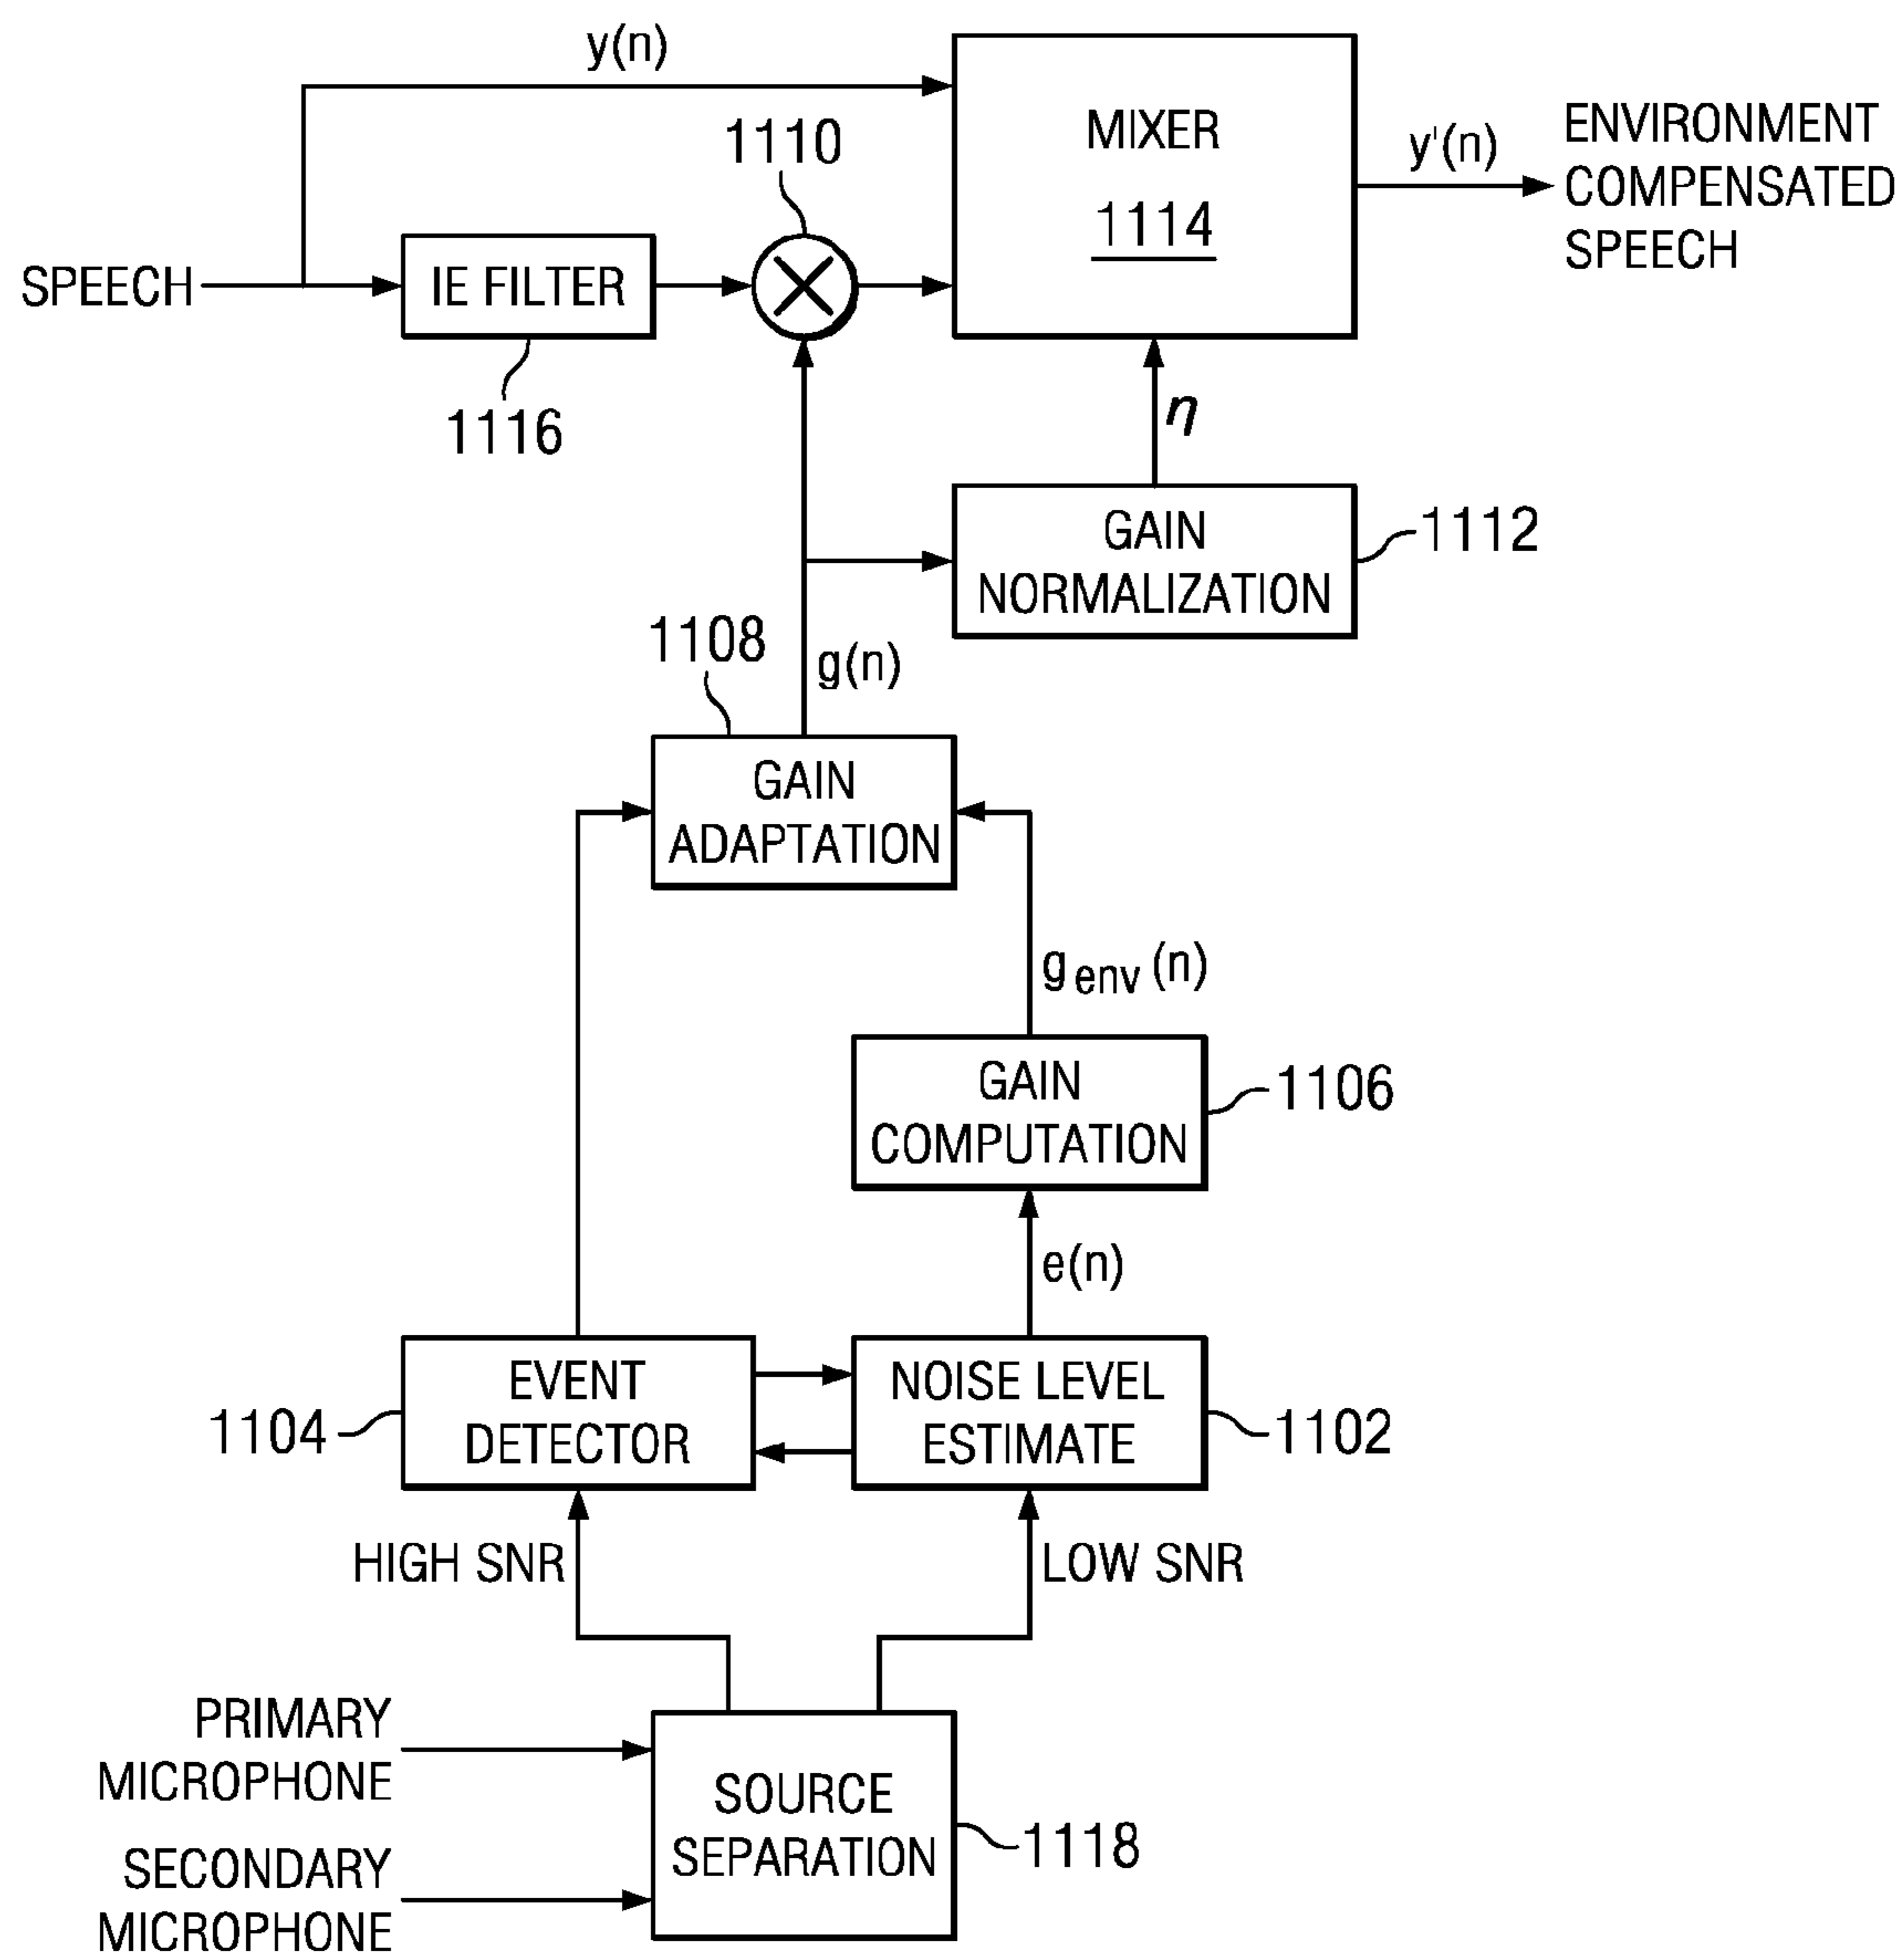 y(n)
1110
MIXER
1114
y'(n)
ENVIRONMENT
COMPENSATED
SPEECH
SPEECH
IE FILTER
1116
η
GAIN
NORMALIZATION
1112
1108
g(n)
GAIN
ADAPTATION
genv(n)
GAIN
COMPUTATION
1106
e(n)
EVENT
DETECTOR
1104
NOISE LEVEL
ESTIMATE
1102
HIGH SNR
LOW SNR
PRIMARY
MICROPHONE
SECONDARY
MICROPHONE
SOURCE
SEPARATION
1118